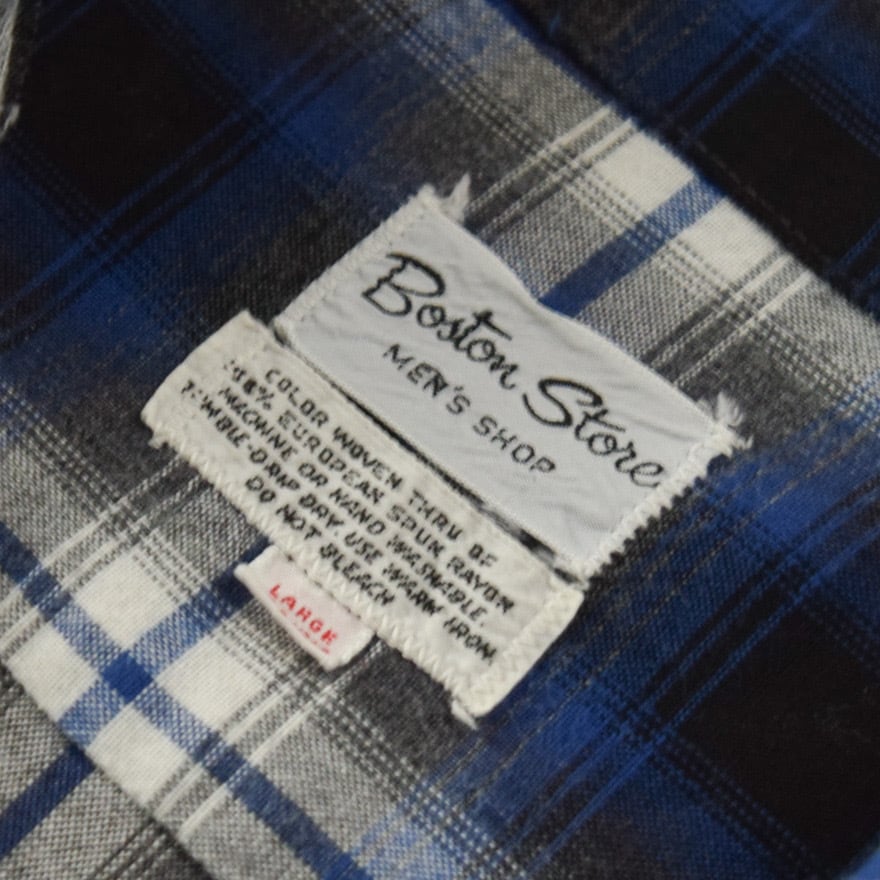 Boston Store
MEN'S SHOP
COLOR WOVEN THRU OF
% EUROPEAN SPUN RAYON
MACHINE OR HAND WASHABLE.
TUMBLE-DRIP DRY. USE WARM IRON
DO NOT BLEACH
LARGE